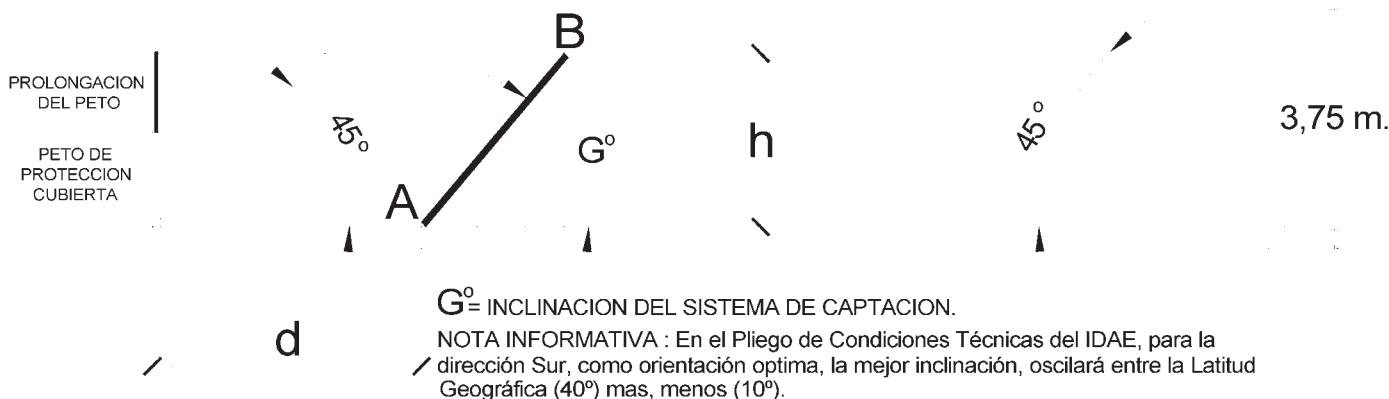 PROLONGACION
DEL PETO
PETO DE
PROTECCION
CUBIERTA
45º
A
B
Gº
h
45º
3,75 m.
d
Gº= INCLINACION DEL SISTEMA DE CAPTACION.
NOTA INFORMATIVA : En el Pliego de Condiciones Técnicas del IDAE, para la
dirección Sur, como orientación optima, la mejor inclinación, oscilará entre la Latitud
Geográfica (40º) mas, menos (10º).